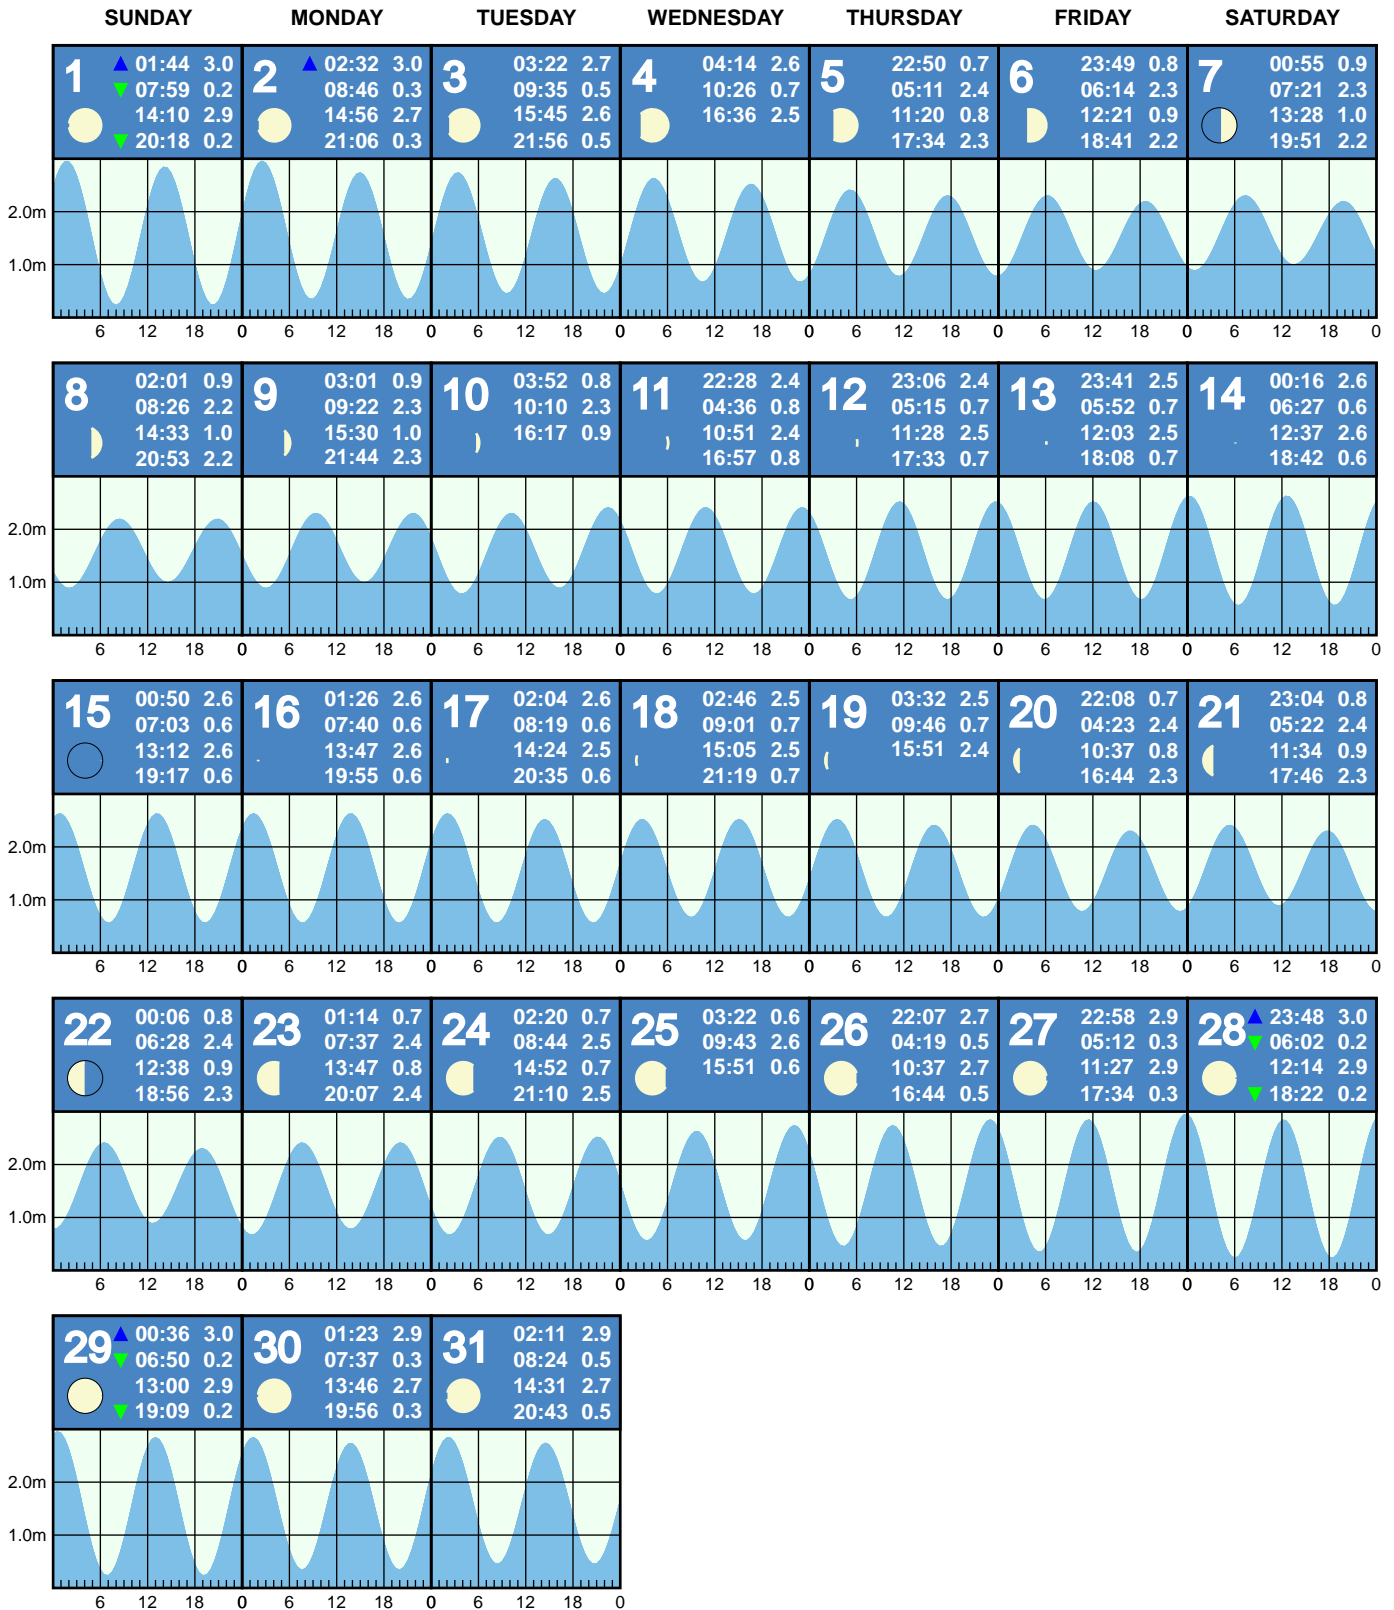 SUNDAY MONDAY TUESDAY WEDNESDAY THURSDAY FRIDAY SATURDAY
1 01:44 3.0
07:59 0.2
14:10 2.9
20:18 0.2
2 02:32 3.0
08:46 0.3
14:56 2.7
21:06 0.3
3 03:22 2.7
09:35 0.5
15:45 2.6
21:56 0.5
4 04:14 2.6
10:26 0.7
16:36 2.5
5 22:50 0.7
05:11 2.4
11:20 0.8
17:34 2.3
6 23:49 0.8
06:14 2.3
12:21 0.9
18:41 2.2
7 00:55 0.9
07:21 2.3
13:28 1.0
19:51 2.2
2.0m
1.0m
6 12 18 0 6 12 18 0 6 12 18 0 6 12 18 0 6 12 18 0 6 12 18 0 6 12 18 0
8 02:01 0.9
08:26 2.2
14:33 1.0
20:53 2.2
9 03:01 0.9
09:22 2.3
15:30 1.0
21:44 2.3
10 03:52 0.8
10:10 2.3
16:17 0.9
11 22:28 2.4
04:36 0.8
10:51 2.4
16:57 0.8
12 23:06 2.4
05:15 0.7
11:28 2.5
17:33 0.7
13 23:41 2.5
05:52 0.7
12:03 2.5
18:08 0.7
14 00:16 2.6
06:27 0.6
12:37 2.6
18:42 0.6
2.0m
1.0m
6 12 18 0 6 12 18 0 6 12 18 0 6 12 18 0 6 12 18 0 6 12 18 0 6 12 18 0
15 00:50 2.6
07:03 0.6
13:12 2.6
19:17 0.6
16 01:26 2.6
07:40 0.6
13:47 2.6
19:55 0.6
17 02:04 2.6
08:19 0.6
14:24 2.5
20:35 0.6
18 02:46 2.5
09:01 0.7
15:05 2.5
21:19 0.7
19 03:32 2.5
09:46 0.7
15:51 2.4
20 22:08 0.7
04:23 2.4
10:37 0.8
16:44 2.3
21 23:04 0.8
05:22 2.4
11:34 0.9
17:46 2.3
2.0m
1.0m
6 12 18 0 6 12 18 0 6 12 18 0 6 12 18 0 6 12 18 0 6 12 18 0 6 12 18 0
22 00:06 0.8
06:28 2.4
12:38 0.9
18:56 2.3
23 01:14 0.7
07:37 2.4
13:47 0.8
20:07 2.4
24 02:20 0.7
08:44 2.5
14:52 0.7
21:10 2.5
25 03:22 0.6
09:43 2.6
15:51 0.6
26 22:07 2.7
04:19 0.5
10:37 2.7
16:44 0.5
27 22:58 2.9
05:12 0.3
11:27 2.9
17:34 0.3
28 23:48 3.0
06:02 0.2
12:14 2.9
18:22 0.2
2.0m
1.0m
6 12 18 0 6 12 18 0 6 12 18 0 6 12 18 0 6 12 18 0 6 12 18 0 6 12 18 0
29 00:36 3.0
06:50 0.2
13:00 2.9
19:09 0.2
30 01:23 2.9
07:37 0.3
13:46 2.7
19:56 0.3
31 02:11 2.9
08:24 0.5
14:31 2.7
20:43 0.5
2.0m
1.0m
6 12 18 0 6 12 18 0 6 12 18 0